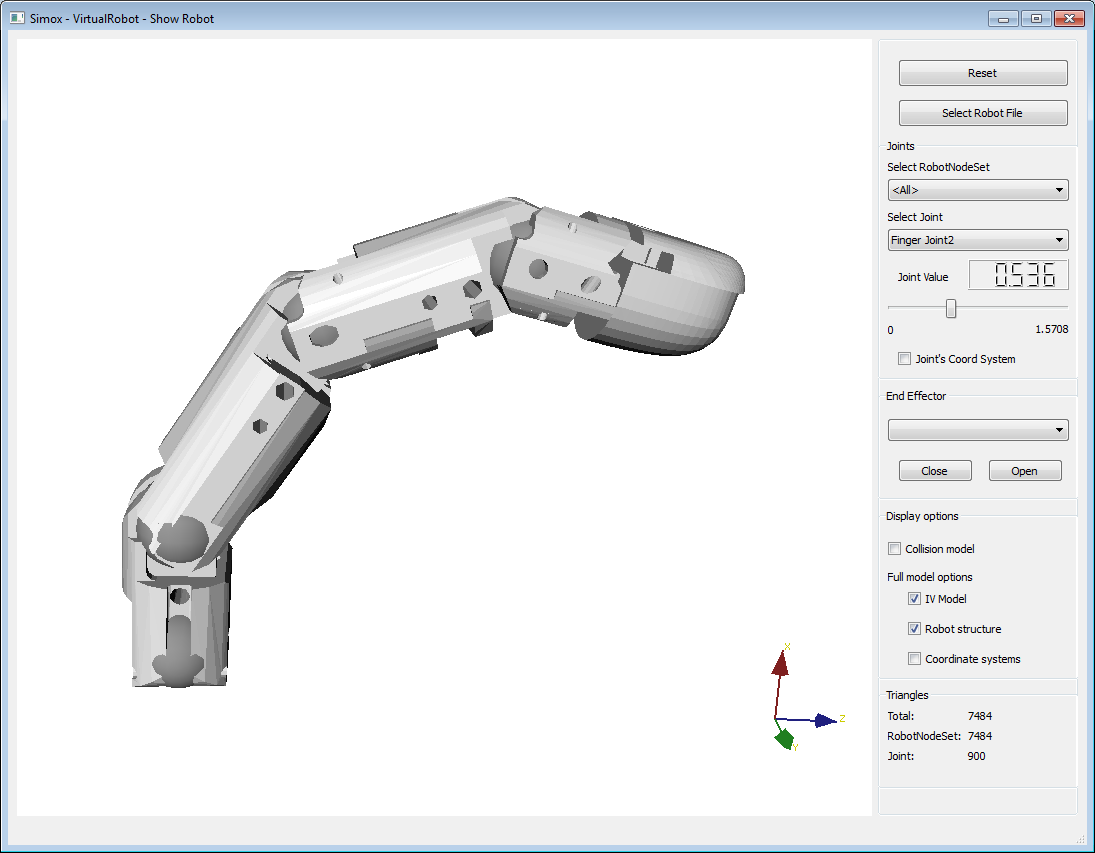 Simox - VirtualRobot - Show Robot
Reset
Select Robot File
Joints
Select RobotNodeSet
<All>
Select Joint
Finger Joint2
Joint Value 0.536
0 1.5708
Joint's Coord System
End Effector
Close Open
Display options
Collision model
Full model options
IV Model
Robot structure
Coordinate systems
Triangles
Total: 7484
RobotNodeSet: 7484
Joint: 900
X
Z
Y